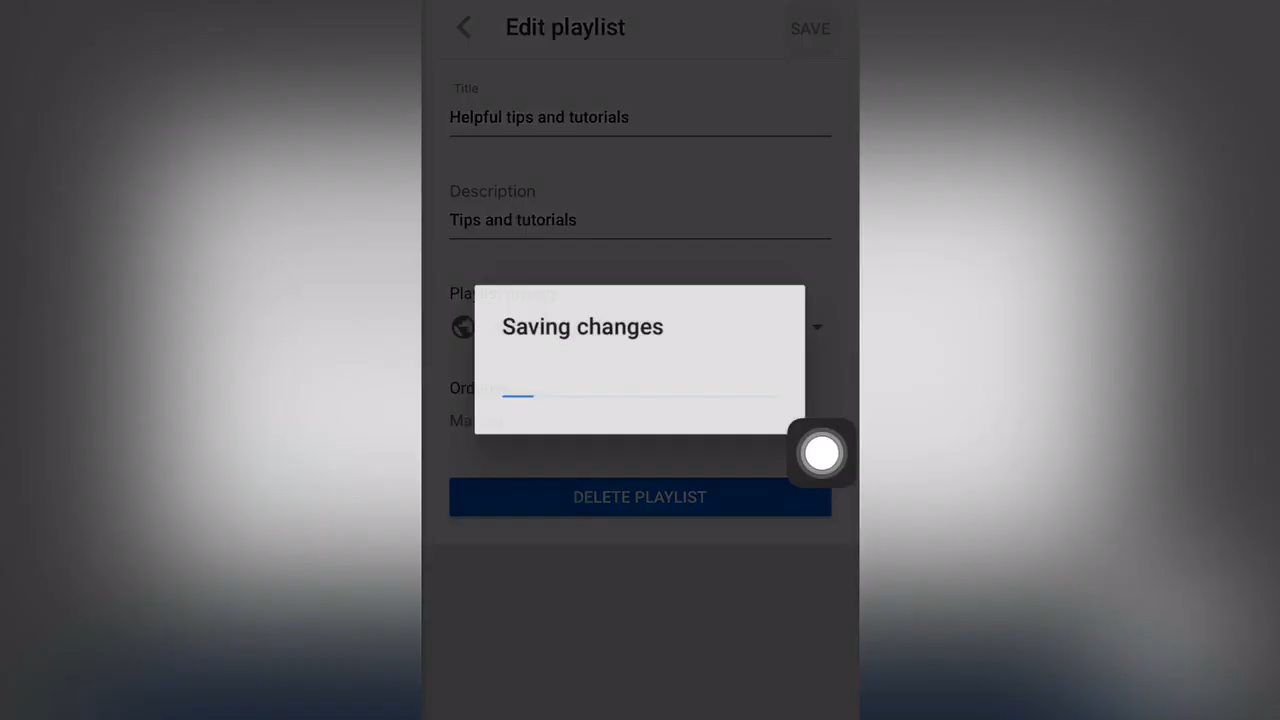 Edit playlist
SAVE
Title
Helpful tips and tutorials
Description
Tips and tutorials
Saving changes
DELETE PLAYLIST